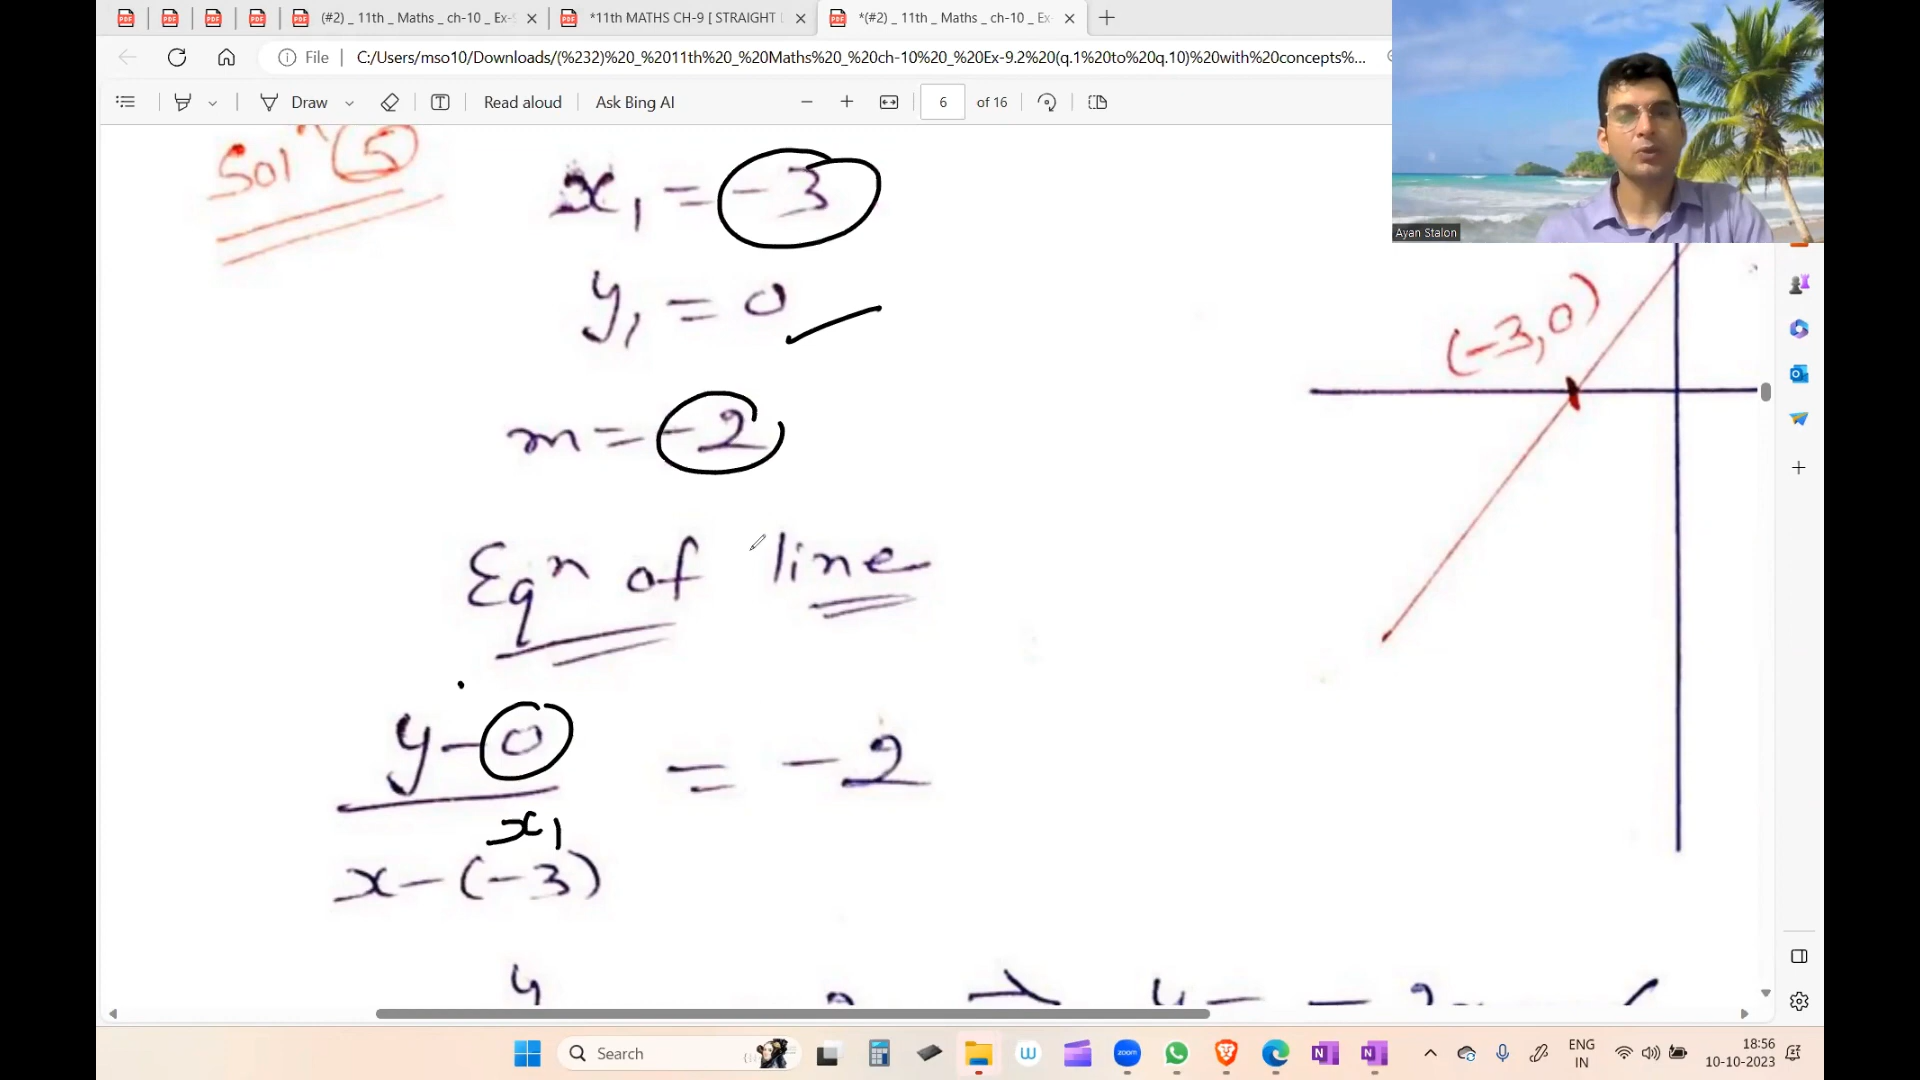 (#2) _ 11th _ Maths _ ch-10 _ Ex-9
*11th MATHS CH-9 [ STRAIGHT L
*(#2) _ 11th _ Maths _ ch-10 _ Ex-
File
C:/Users/mso10/Downloads/(%232)%20_%2011th%20_%20Maths%20_%20ch-10%20_%20Ex-9.2%20(q.1%20to%20q.10)%20with%20concepts%...
Draw
Read aloud
Ask Bing AI
6 of 16
Ayan Stalon
Solⁿ (5)
x₁ = -3
y₁ = 0
m = -2
(-3,0)
Eqⁿ of line
y-0
= -2
x₁
x-(-3)
Search
zoom
ENG
IN
18:56
10-10-2023